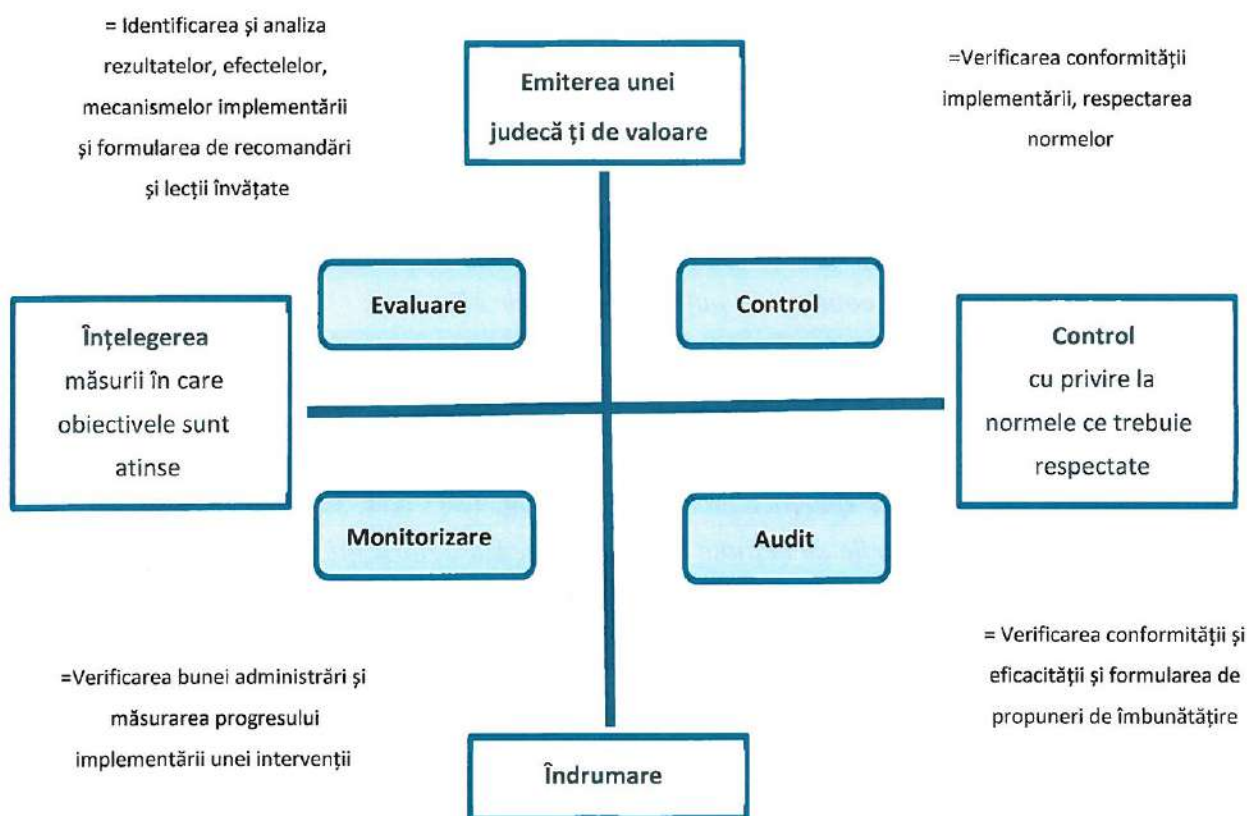 = Identificarea și analiza
rezultatelor, efectelelor,
mecanismelor implementării
și formularea de recomandări
și lecții învățate
Emiterea unei
judecă ți de valoare
=Verificarea conformității
implementării, respectarea
normelor
Evaluare
Control
Înțelegerea
măsurii în care
obiectivele sunt
atinse
Control
cu privire la
normele ce trebuie
respectate
Monitorizare
Audit
=Verificarea bunei administrări și
măsurarea progresului
implementării unei intervenții
= Verificarea conformității și
eficacității și formularea de
propuneri de îmbunătățire
Îndrumare